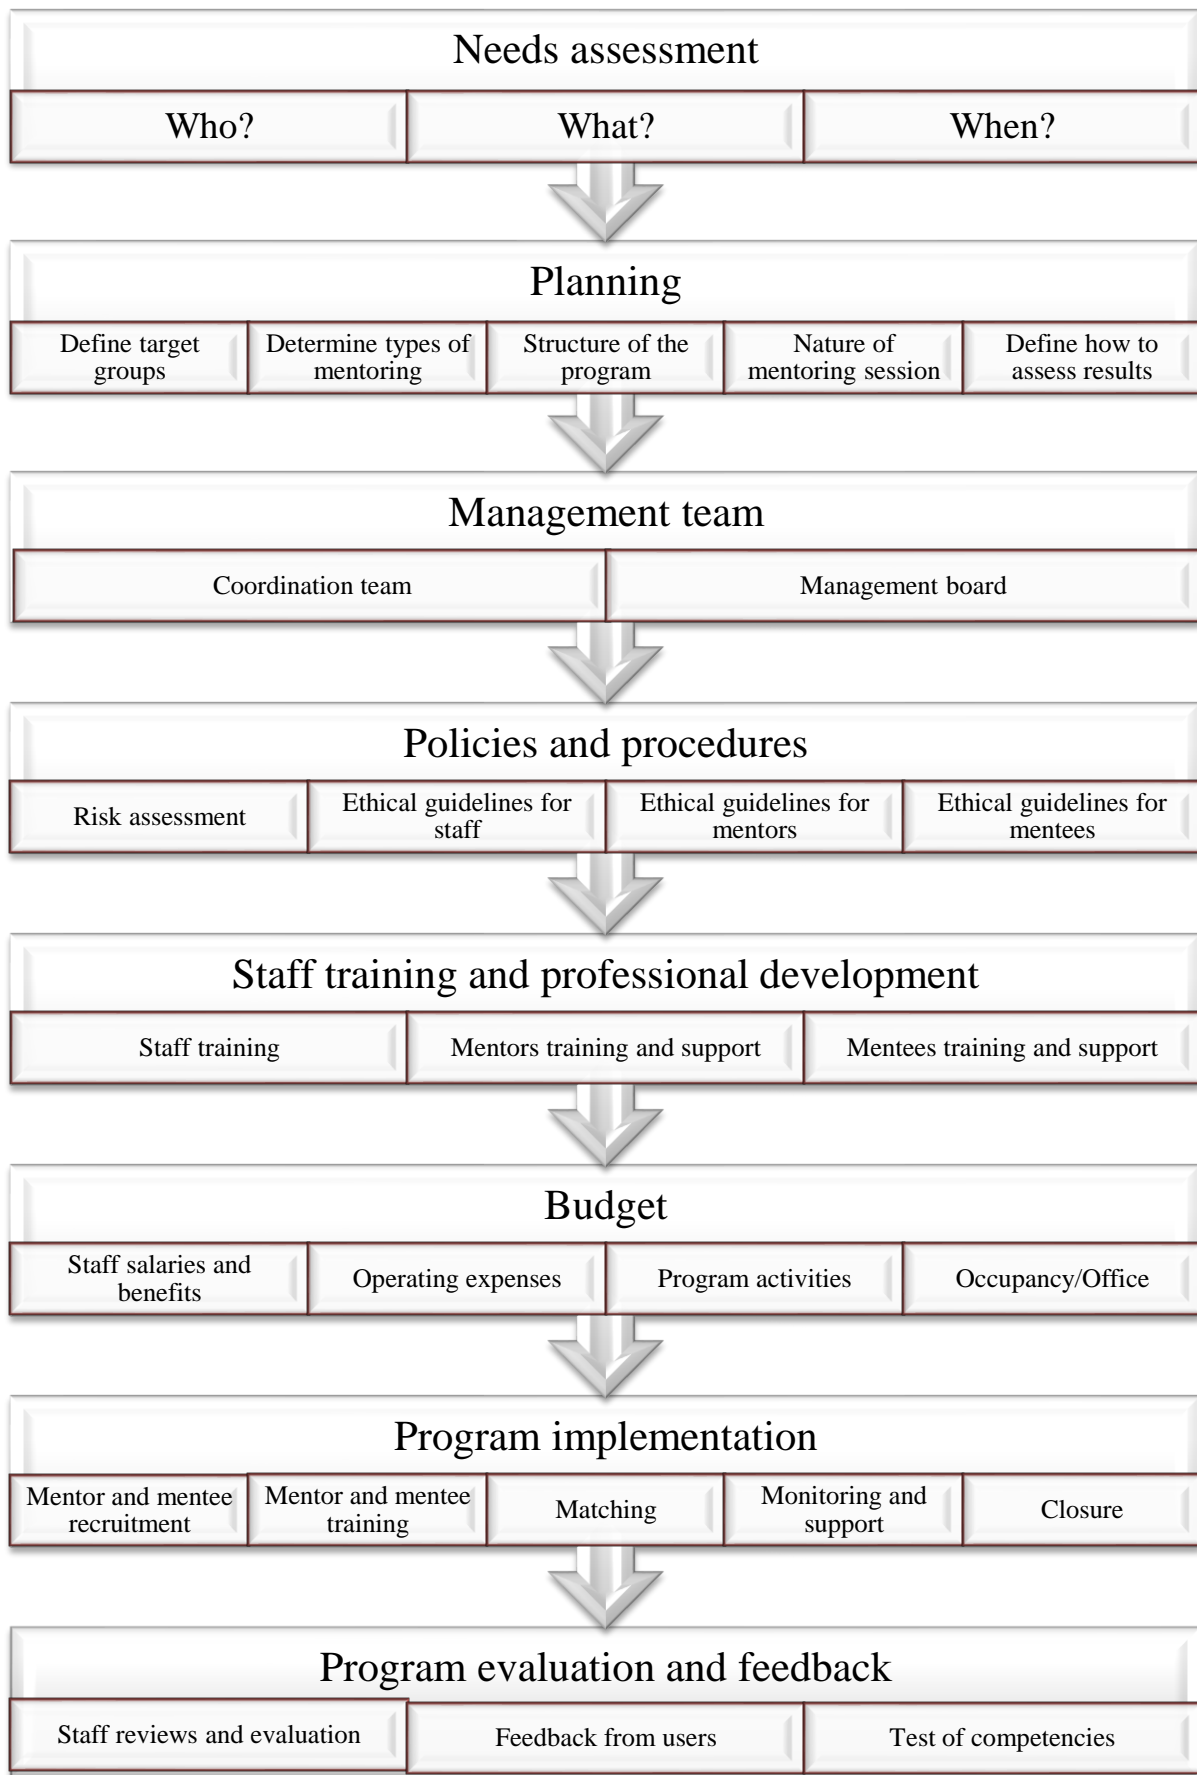 Needs assessment
Who?
What?
When?
Planning
Define target
groups
Determine types of
mentoring
Structure of the
program
Nature of
mentoring session
Define how to
assess results
Management team
Coordination team
Management board
Policies and procedures
Risk assessment
Ethical guidelines for
staff
Ethical guidelines for
mentors
Ethical guidelines for
mentees
Staff training and professional development
Staff training
Mentors training and support
Mentees training and support
Budget
Staff salaries and
benefits
Operating expenses
Program activities
Occupancy/Office
Program implementation
Mentor and mentee
recruitment
Mentor and mentee
training
Matching
Monitoring and
support
Closure
Program evaluation and feedback
Staff reviews and evaluation
Feedback from users
Test of competencies